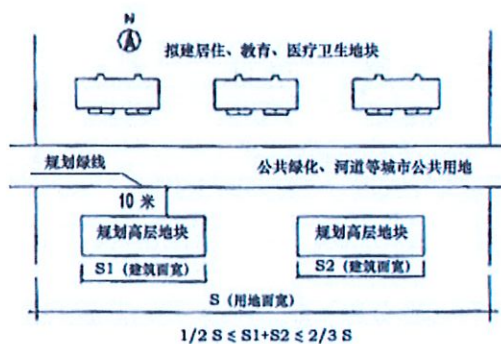 N
拟建居住、教育、医疗卫生地块
规划绿线
公共绿化、河道等城市公共用地
10 米
规划高层地块
规划高层地块
S1（建筑面宽）
S2（建筑面宽）
S（用地面宽）
1/2 S ≤ S1+S2 ≤ 2/3 S